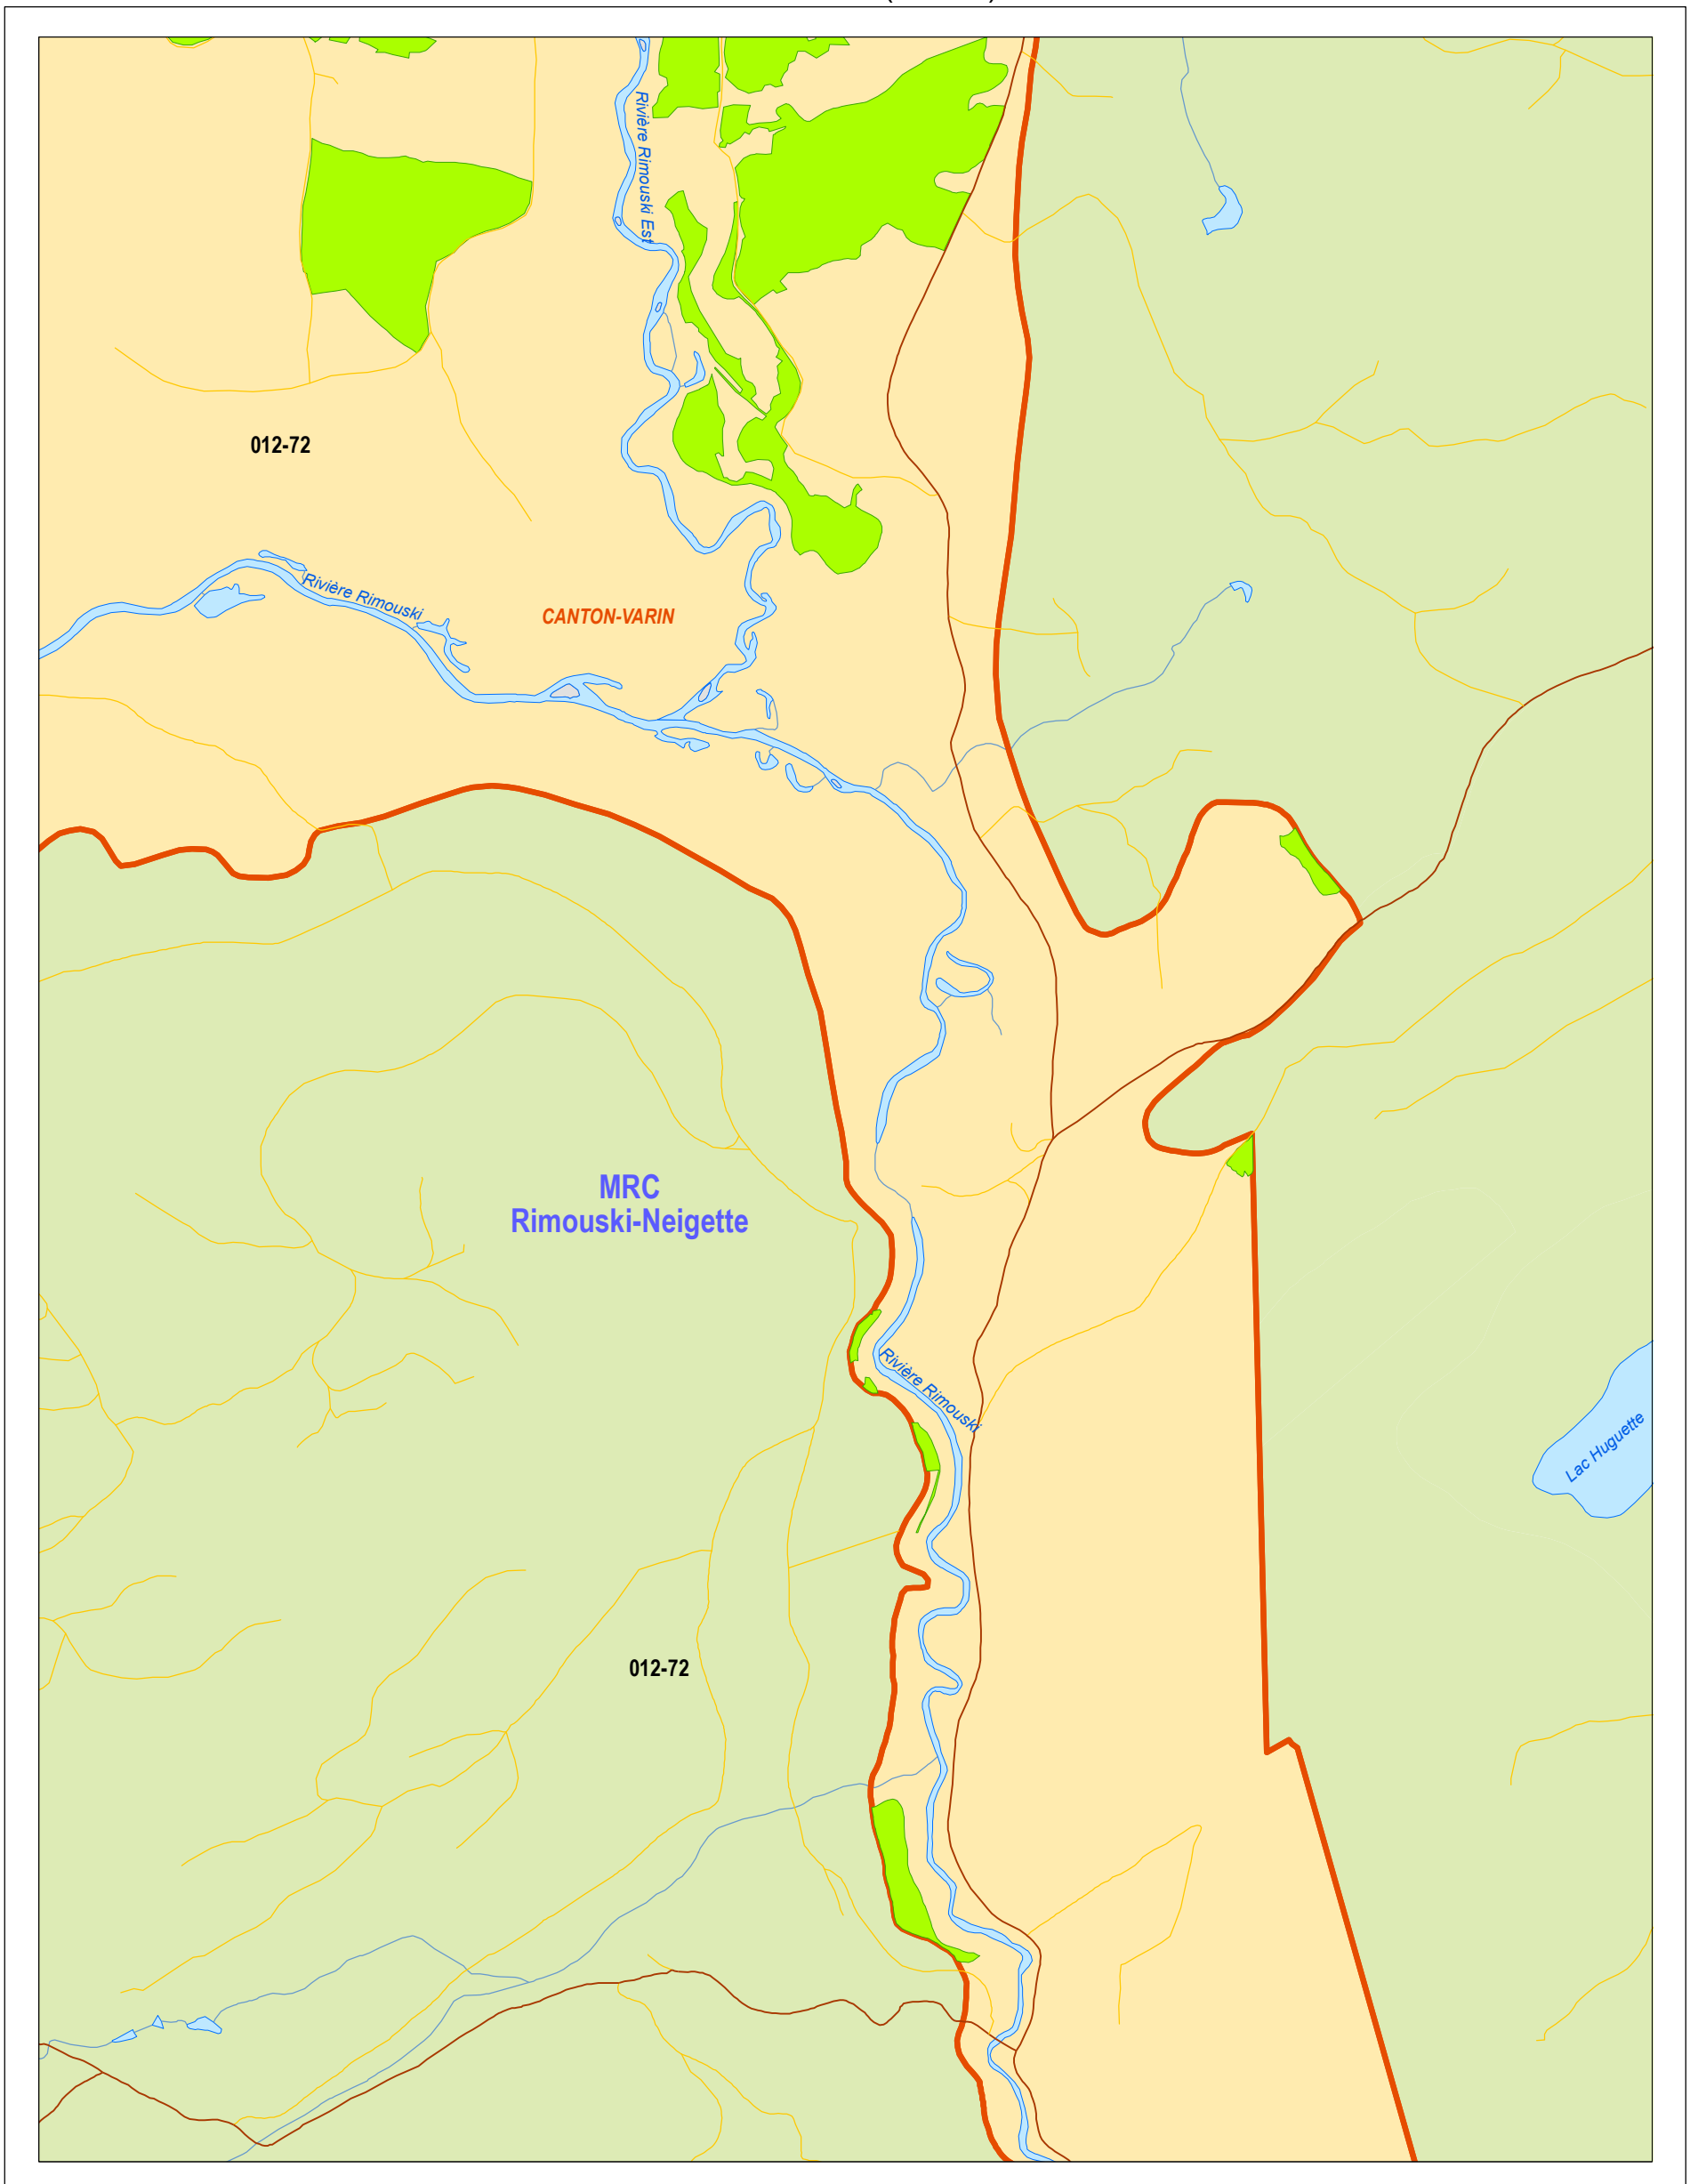 Rivière Rimouski Est
012-72
Rivière Rimouski
CANTON-VARIN
MRC
Rimouski-Neigette
Rivière Rimouski
Lac Huguette
012-72